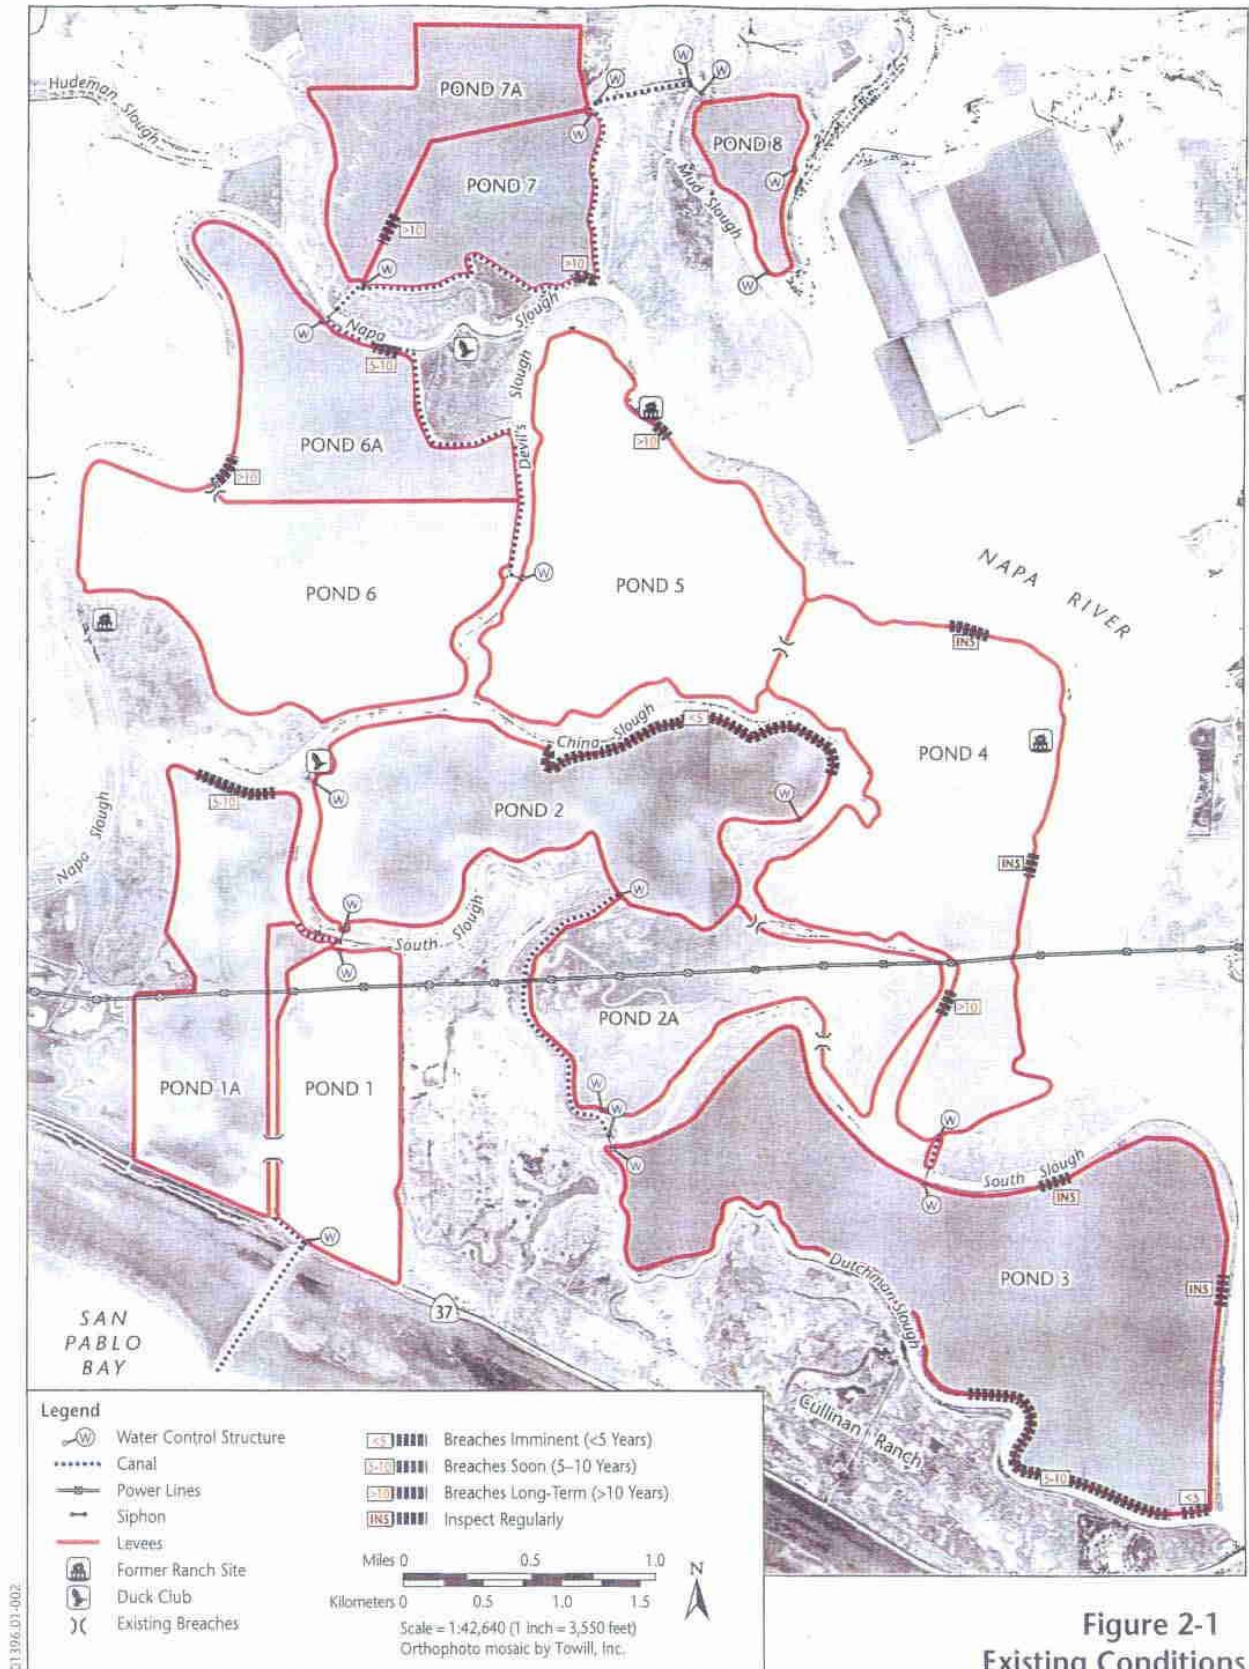 Hudeman Slough
POND 7A
W
W
W
W
POND 8
POND 7
W
Mud Slough
>10
>10
W
W
W
Napa
Slough
5-10
Devil's Slough
>10
POND 6A
>10
NAPA RIVER
W
POND 6
POND 5
INS
China Slough
<5
POND 4
5-10
W
POND 2
W
Napa Slough
INS
W
W
South Slough
W
POND 2A
>10
POND 1A
POND 1
W
W
W
W
South Slough
INS
W
W
Dutchman Slough
POND 3
INS
SAN
PABLO
BAY
37
Cullinan Ranch
5-10
<5
Legend
W Water Control Structure
Canal
Power Lines
Siphon
Levees
Former Ranch Site
Duck Club
Existing Breaches
<5 Breaches Imminent (<5 Years)
5-10 Breaches Soon (5–10 Years)
>10 Breaches Long-Term (>10 Years)
INS Inspect Regularly
Miles 0 0.5 1.0
Kilometers 0 0.5 1.0 1.5
N
Scale = 1:42,640 (1 inch = 3,550 feet)
Orthophoto mosaic by Towill, Inc.
01396.01-002
Figure 2-1
Existing Conditions